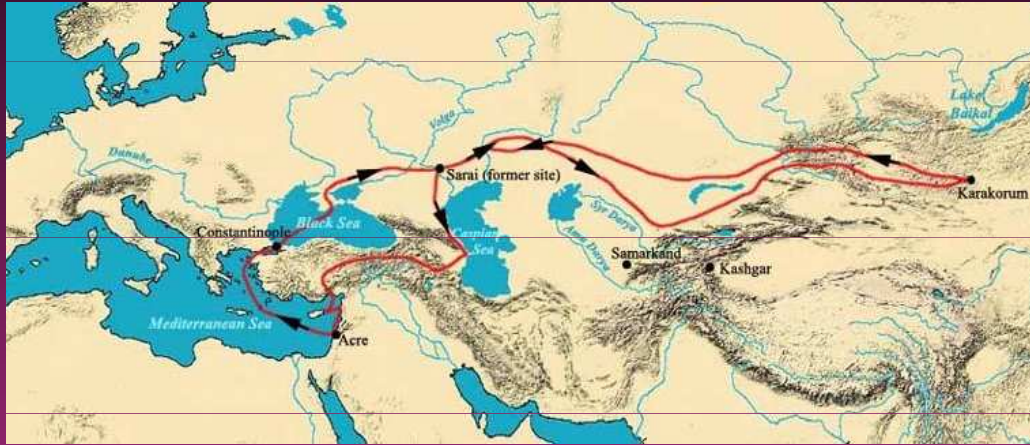 Lake
Baikal
Volga
Danube
Sarai (former site)
Karakorum
Constantinople
Black Sea
Caspian
Sea
Syr Darya
Amu Darya
Samarkand
Kashgar
Mediterranean Sea
Acre